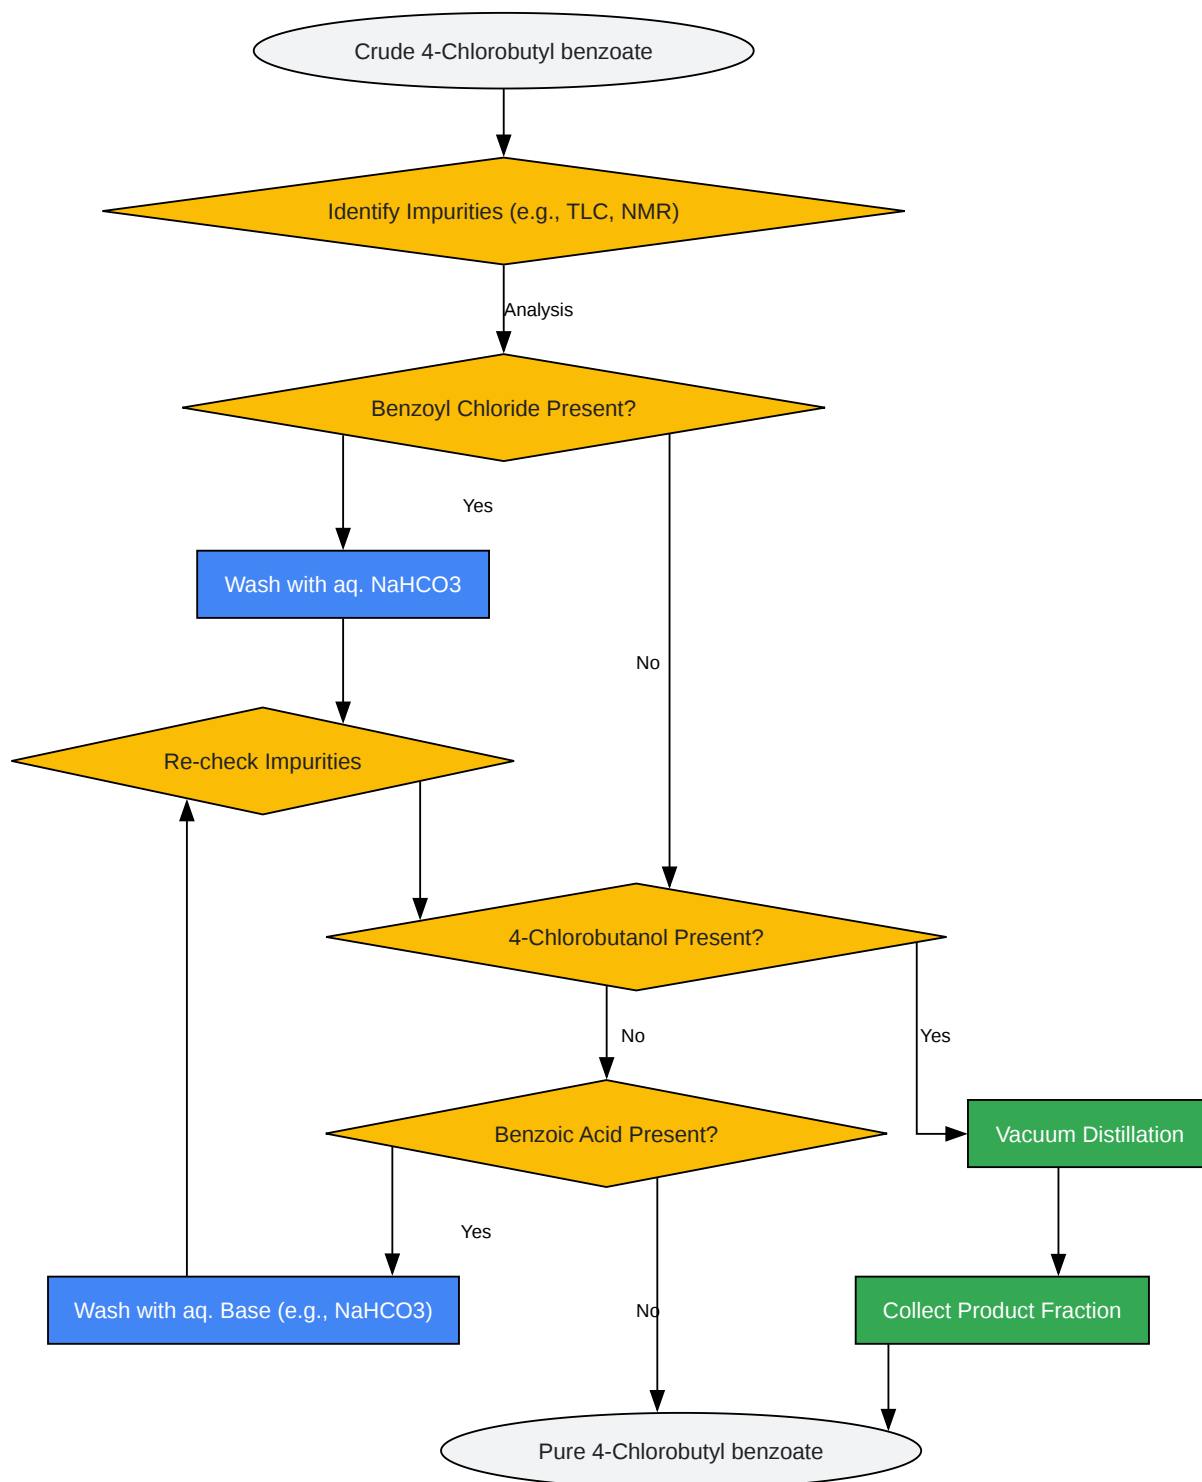 Crude 4-Chlorobutyl benzoate
Identify Impurities (e.g., TLC, NMR)
Analysis
Benzoyl Chloride Present?
Yes
Wash with aq. NaHCO3
No
Re-check Impurities
4-Chlorobutanol Present?
No
Yes
Benzoic Acid Present?
Vacuum Distillation
Yes
Wash with aq. Base (e.g., NaHCO3)
No
Collect Product Fraction
Pure 4-Chlorobutyl benzoate